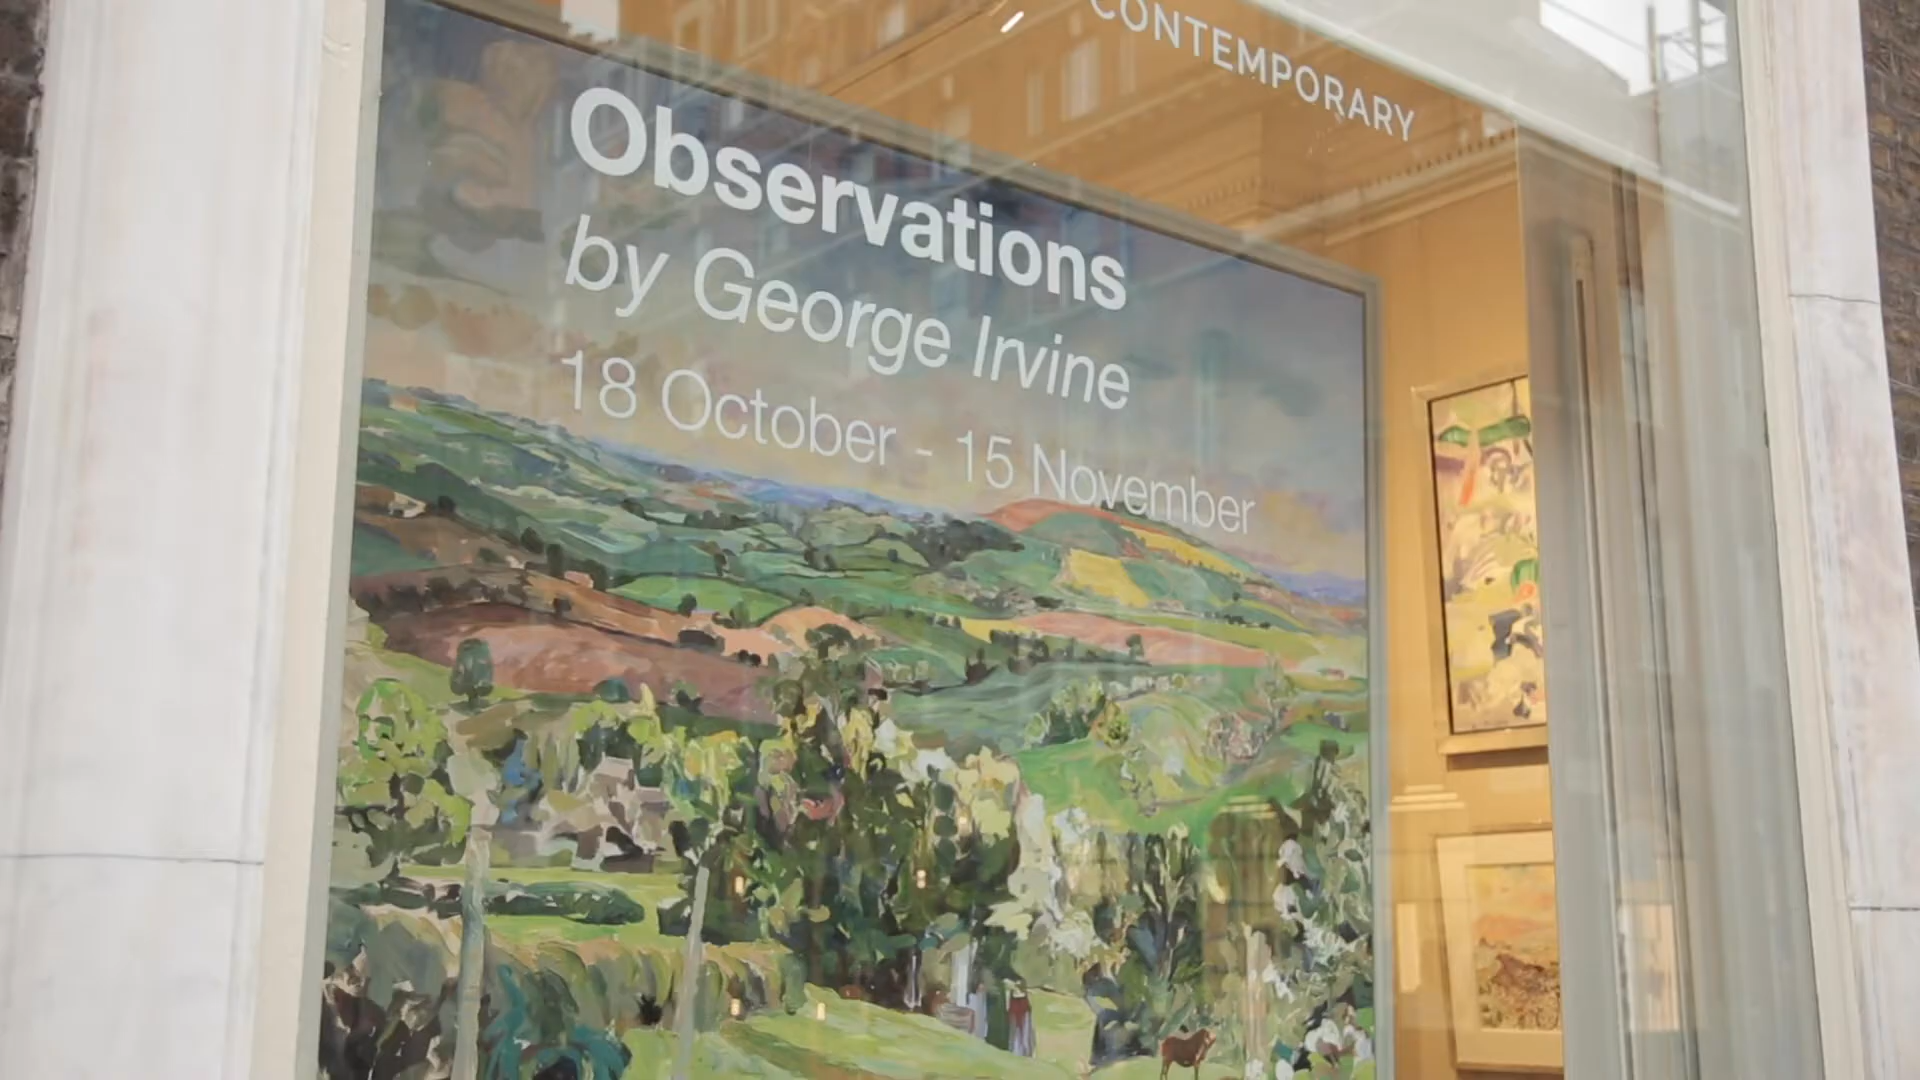 CONTEMPORARY
Observations
by George Irvine
18 October - 15 November